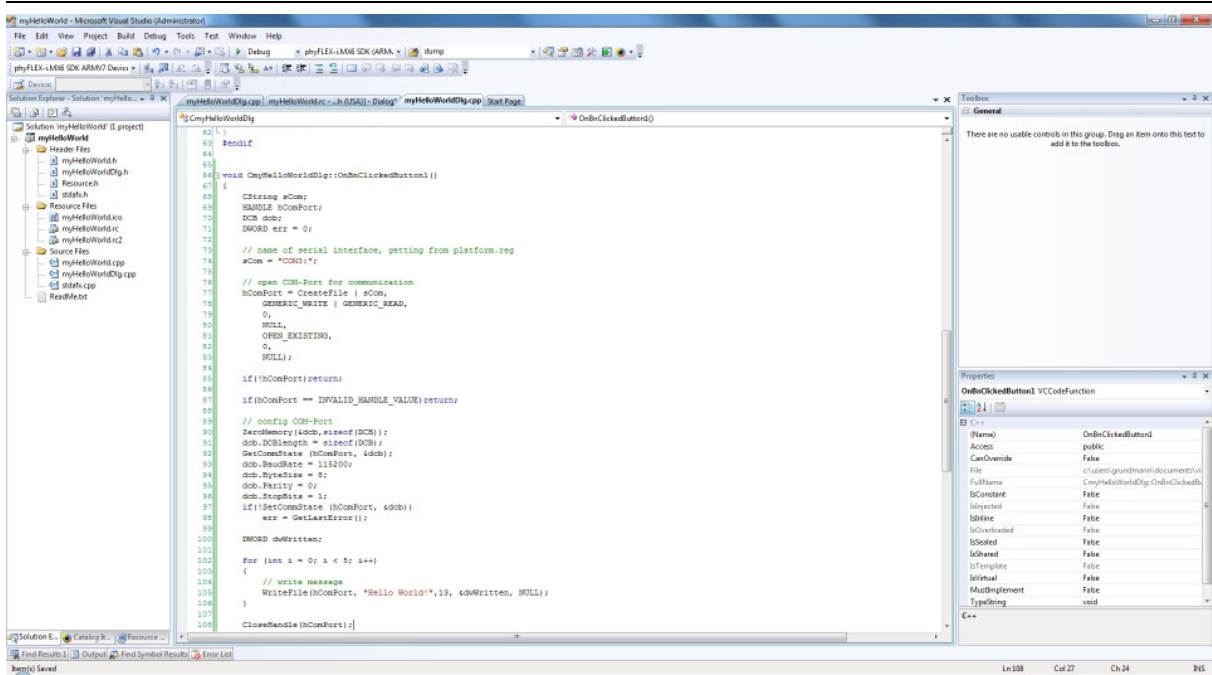 myHelloWorld - Microsoft Visual Studio (Administrator)
File Edit View Project Build Debug Tools Test Window Help
Debug phyFLEX-i.MX6 SDK (ARMv dump
phyFLEX-i.MX6 SDK ARMV7 Device
Device:
Solution Explorer - Solution 'myHello...
Solution 'myHelloWorld' (1 project)
myHelloWorld
Header Files
myHelloWorld.h
myHelloWorldDlg.h
Resource.h
stdafx.h
Resource Files
myHelloWorld.ico
myHelloWorld.rc
myHelloWorld.rc2
Source Files
myHelloWorld.cpp
myHelloWorldDlg.cpp
stdafx.cpp
ReadMe.txt
Solution E... Catalog It... Resource ...
myHelloWorldDlg.cpp myHelloWorld.rc - ...h (USA)] - Dialog* myHelloWorldDlg.cpp Start Page
CmyHelloWorldDlg OnBnClickedButton1()
62 }
63 #endif
64
65
66 void CmyHelloWorldDlg::OnBnClickedButton1()
67 {
68 CString sCom;
69 HANDLE hComPort;
70 DCB dcb;
71 DWORD err = 0;
72
73 // name of serial interface, getting from platform.reg
74 sCom = "COM3:";
75
76 // open COM-Port for communication
77 hComPort = CreateFile ( sCom,
78 GENERIC_WRITE | GENERIC_READ,
79 0,
80 NULL,
81 OPEN_EXISTING,
82 0,
83 NULL);
84
85 if(!hComPort)return;
86
87 if(hComPort == INVALID_HANDLE_VALUE)return;
88
89 // config COM-Port
90 ZeroMemory(&dcb,sizeof(DCB));
91 dcb.DCBlength = sizeof(DCB);
92 GetCommState (hComPort, &dcb);
93 dcb.BaudRate = 115200;
94 dcb.ByteSize = 8;
95 dcb.Parity = 0;
96 dcb.StopBits = 1;
97 if(!SetCommState (hComPort, &dcb))
98 err = GetLastError();
99
100 DWORD dwWritten;
101
102 for (int i = 0; i < 5; i++)
103 {
104 // write message
105 WriteFile(hComPort, "Hello World!",13, &dwWritten, NULL);
106 }
107
108 CloseHandle(hComPort);
Toolbox
General
There are no usable controls in this group. Drag an item onto this text to
add it to the toolbox.
Properties
OnBnClickedButton1 VCCodeFunction
C++
(Name) OnBnClickedButton1
Access public
CanOverride False
File c:\users\grundmann\documents\vi
FullName CmyHelloWorldDlg::OnBnClickedBu
IsConstant False
IsInjected False
IsInline False
IsOverloaded False
IsSealed False
IsShared False
IsTemplate False
IsVirtual False
MustImplement False
TypeString void
C++
Find Results 1 Output Find Symbol Results Error List
Item(s) Saved Ln 108 Col 27 Ch 24 INS